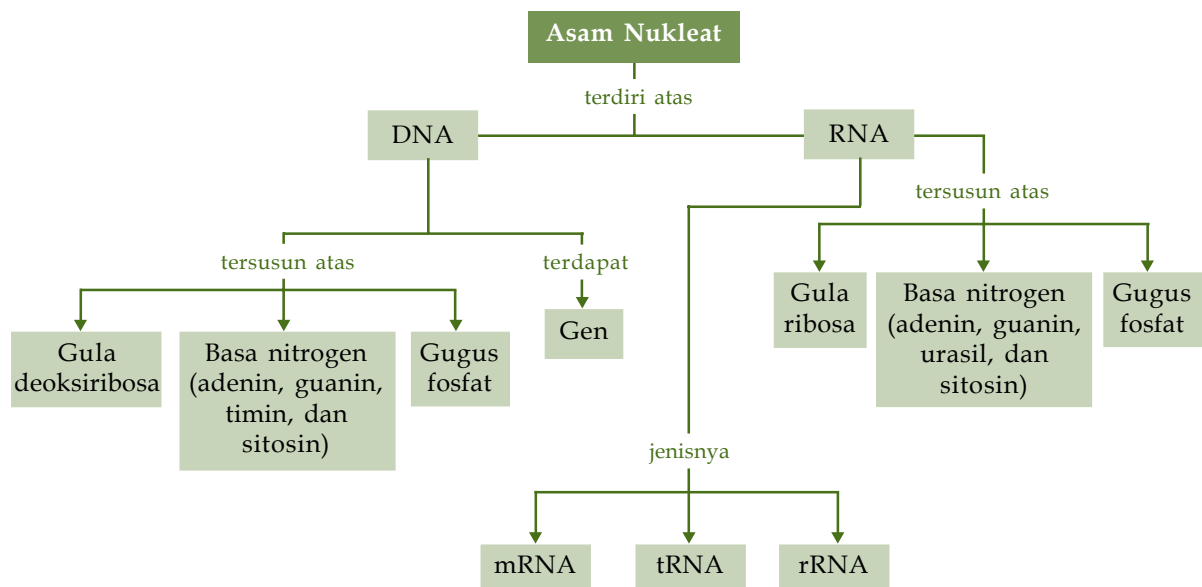 Asam Nukleat
terdiri atas
DNA
RNA
tersusun atas
terdapat
Gula
deoksiribosa
Basa nitrogen
(adenin, guanin,
timin, dan
sitosin)
Gugus
fosfat
Gen
tersusun atas
Gula
ribosa
Basa nitrogen
(adenin, guanin,
urasil, dan
sitosin)
Gugus
fosfat
jenisnya
mRNA
tRNA
rRNA